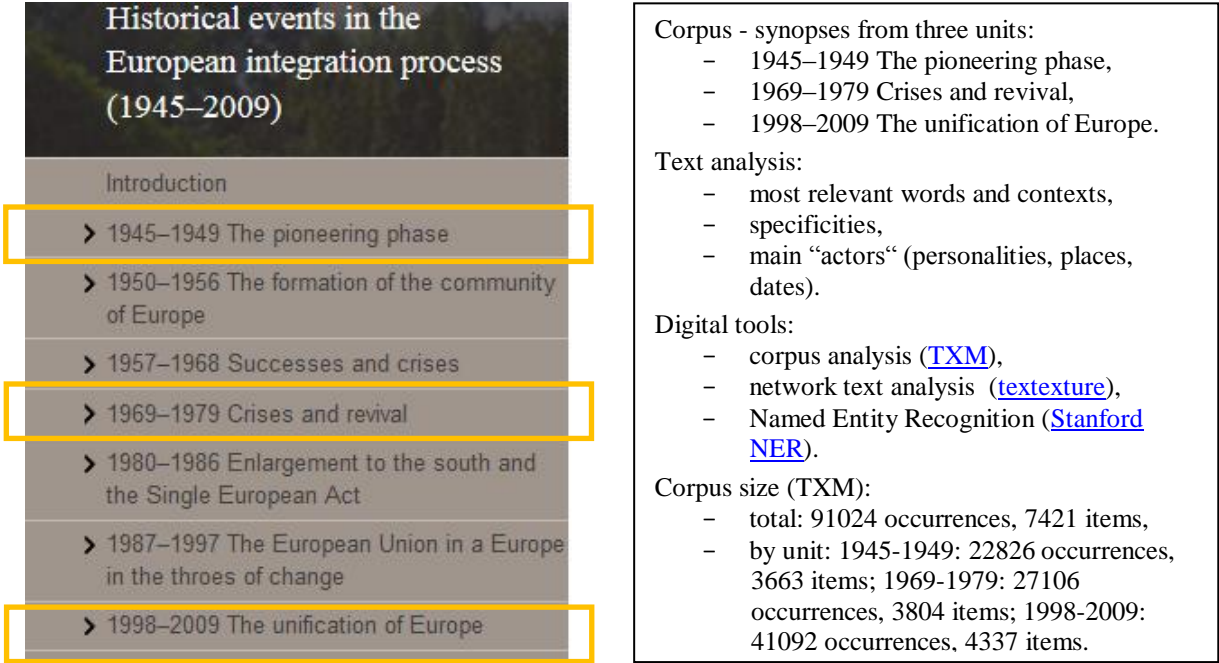 Historical events in the
European integration process
(1945–2009)
Introduction
1945–1949 The pioneering phase
1950–1956 The formation of the community
of Europe
1957–1968 Successes and crises
1969–1979 Crises and revival
1980–1986 Enlargement to the south and
the Single European Act
1987–1997 The European Union in a Europe
in the throes of change
1998–2009 The unification of Europe
Corpus - synopses from three units:
– 1945–1949 The pioneering phase,
– 1969–1979 Crises and revival,
– 1998–2009 The unification of Europe.
Text analysis:
– most relevant words and contexts,
– specificities,
– main “actors“ (personalities, places,
dates).
Digital tools:
– corpus analysis (TXM),
– network text analysis (textexture),
– Named Entity Recognition (Stanford
NER).
Corpus size (TXM):
– total: 91024 occurrences, 7421 items,
– by unit: 1945-1949: 22826 occurrences,
3663 items; 1969-1979: 27106
occurrences, 3804 items; 1998-2009:
41092 occurrences, 4337 items.